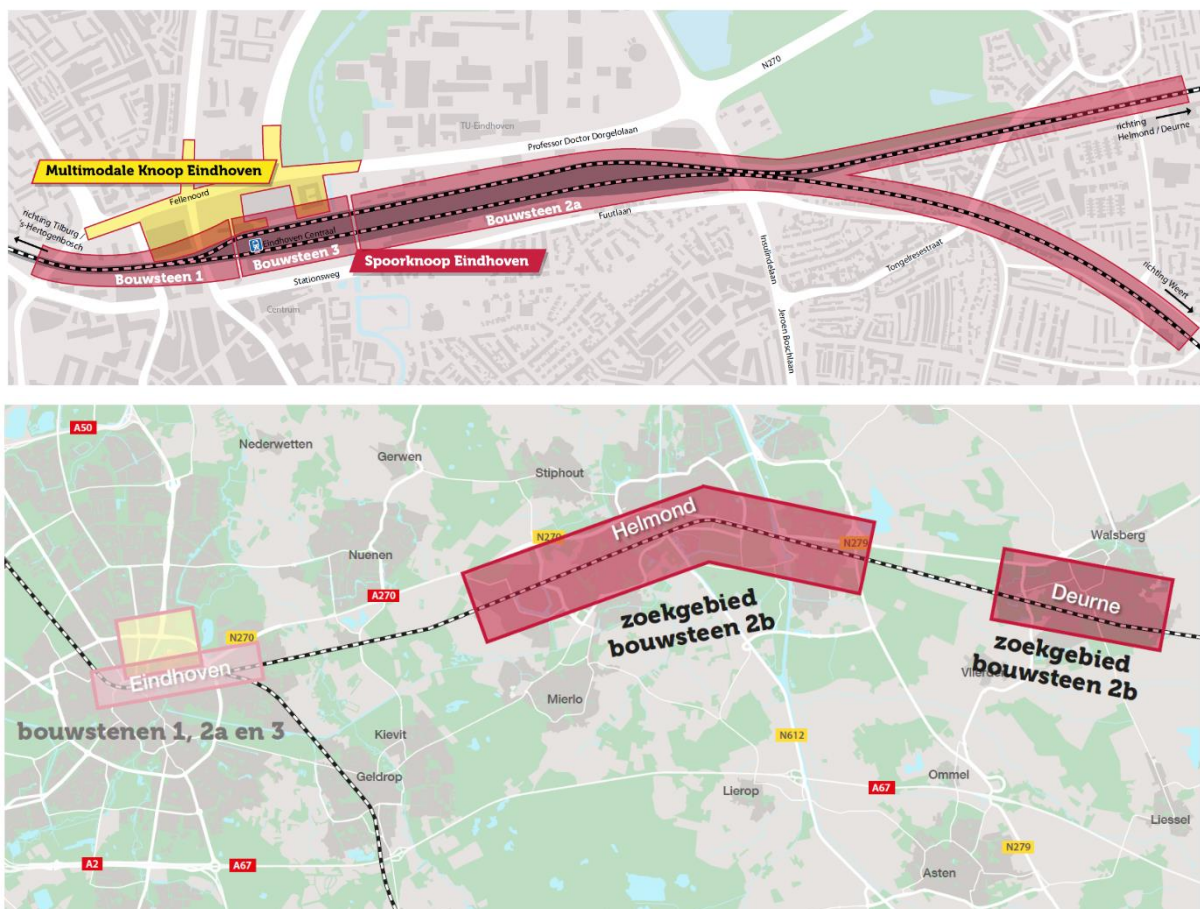 N270
TU-Eindhoven
Professor Doctor Dorgelolaan
richting
Helmond / Deurne
Multimodale Knoop Eindhoven
Fellenoord
richting Tilburg /
's-Hertogenbosch
Bouwsteen 2a
Fuutlaan
Eindhoven Centraal
Bouwsteen 3
Spoorknoop Eindhoven
Bouwsteen 1
Stationsweg
Centrum
Insulindelaan
Tongelresestraat
richting Weert
Jeroen Boschlaan
A50
Nederwetten
Gerwen
Stiphout
Helmond
N270
N279
Walsberg
Nuenen
A270
Deurne
zoekgebied
bouwsteen 2b
N270
zoekgebied
bouwsteen 2b
Eindhoven
Mierlo
bouwstenen 1, 2a en 3
Kievit
N612
Geldrop
Ommel
Lierop
A67
Liessel
N279
A2
A67
Asten